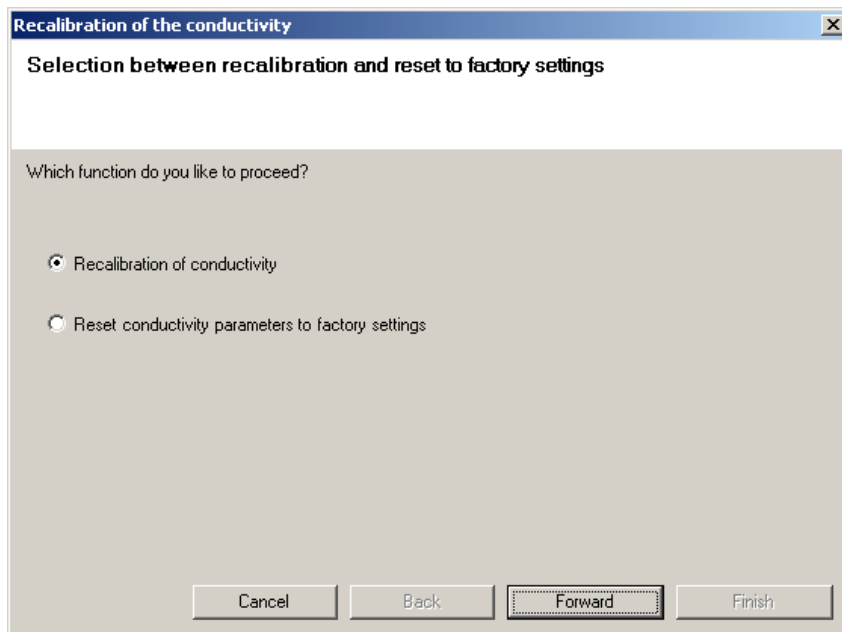 Recalibration of the conductivity
Selection between recalibration and reset to factory settings
Which function do you like to proceed?
Recalibration of conductivity
Reset conductivity parameters to factory settings
Cancel Back Forward Finish